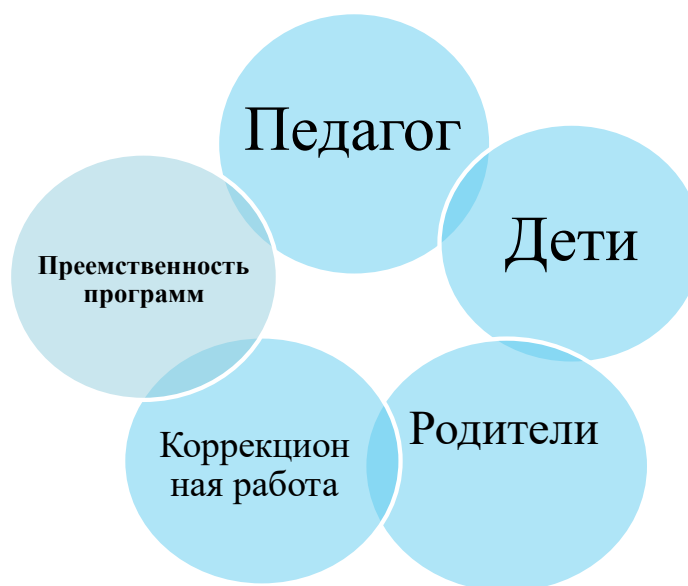 Педагог
Дети
Родители
Коррекцион
ная работа
Преемственность
программ